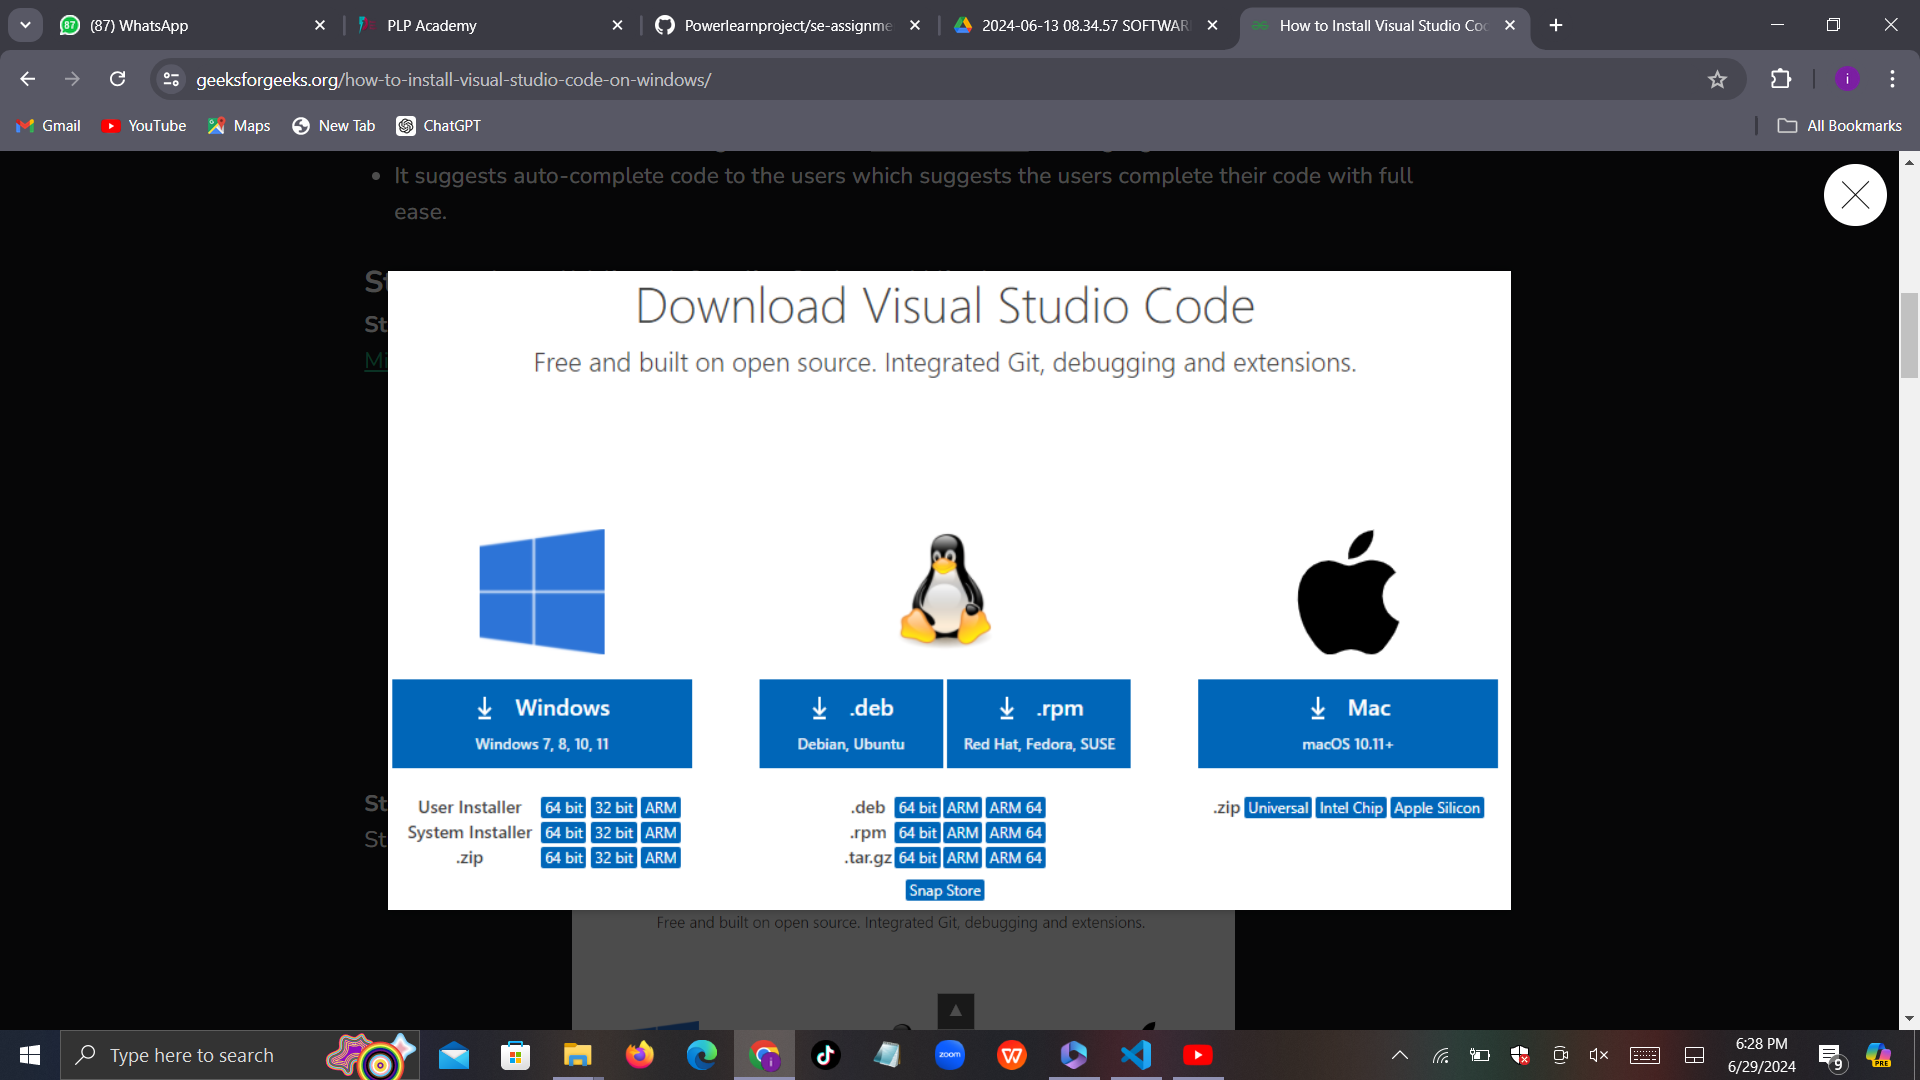 (87) WhatsApp
PLP Academy
Powerlearnproject/se-assignme
2024-06-13 08.34.57 SOFTWAR
How to Install Visual Studio Co
geeksforgeeks.org/how-to-install-visual-studio-code-on-windows/
i
Gmail
YouTube
Maps
New Tab
ChatGPT
All Bookmarks
It suggests auto-complete code to the users which suggests the users complete their code with full
ease.
St
St
Mi
Download Visual Studio Code
Free and built on open source. Integrated Git, debugging and extensions.
Windows
Windows 7, 8, 10, 11
.deb
Debian, Ubuntu
.rpm
Red Hat, Fedora, SUSE
Mac
macOS 10.11+
User Installer 64 bit 32 bit ARM
System Installer 64 bit 32 bit ARM
.zip 64 bit 32 bit ARM
.deb 64 bit ARM ARM 64
.rpm 64 bit ARM ARM 64
.tar.gz 64 bit ARM ARM 64
Snap Store
.zip Universal Intel Chip Apple Silicon
St
St
Free and built on open source. Integrated Git, debugging and extensions.
Type here to search
zoom
6:28 PM
6/29/2024
9
PRE